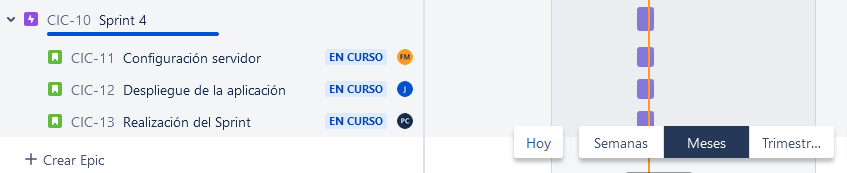 CIC-10 Sprint 4
CIC-11 Configuración servidor EN CURSO FM
CIC-12 Despliegue de la aplicación EN CURSO J
CIC-13 Realización del Sprint EN CURSO PC
Hoy Semanas Meses Trimestr...
+ Crear Epic